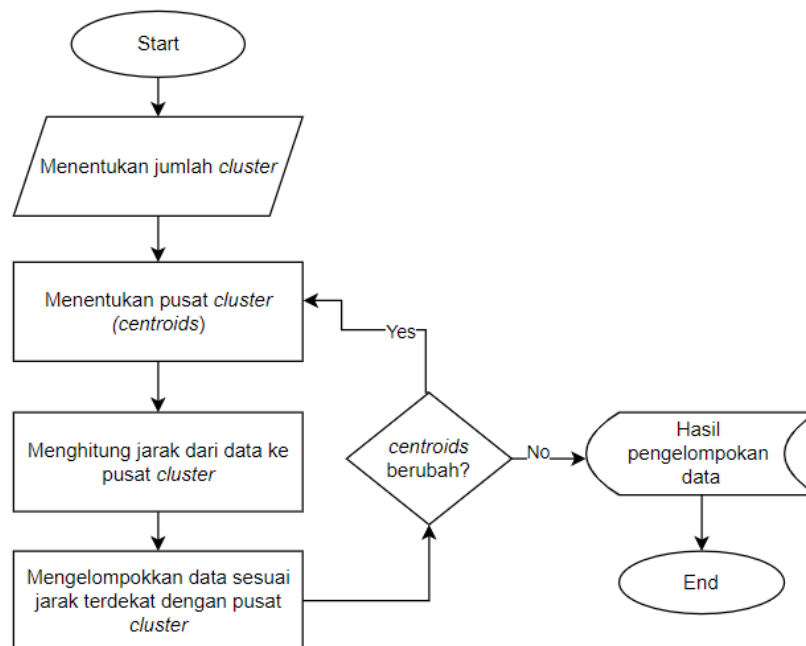 Start
Menentukan jumlah cluster
Menentukan pusat cluster
(centroids)
Menghitung jarak dari data ke
pusat cluster
Mengelompokkan data sesuai
jarak terdekat dengan pusat
cluster
Yes
centroids
berubah?
No
Hasil
pengelompokan
data
End